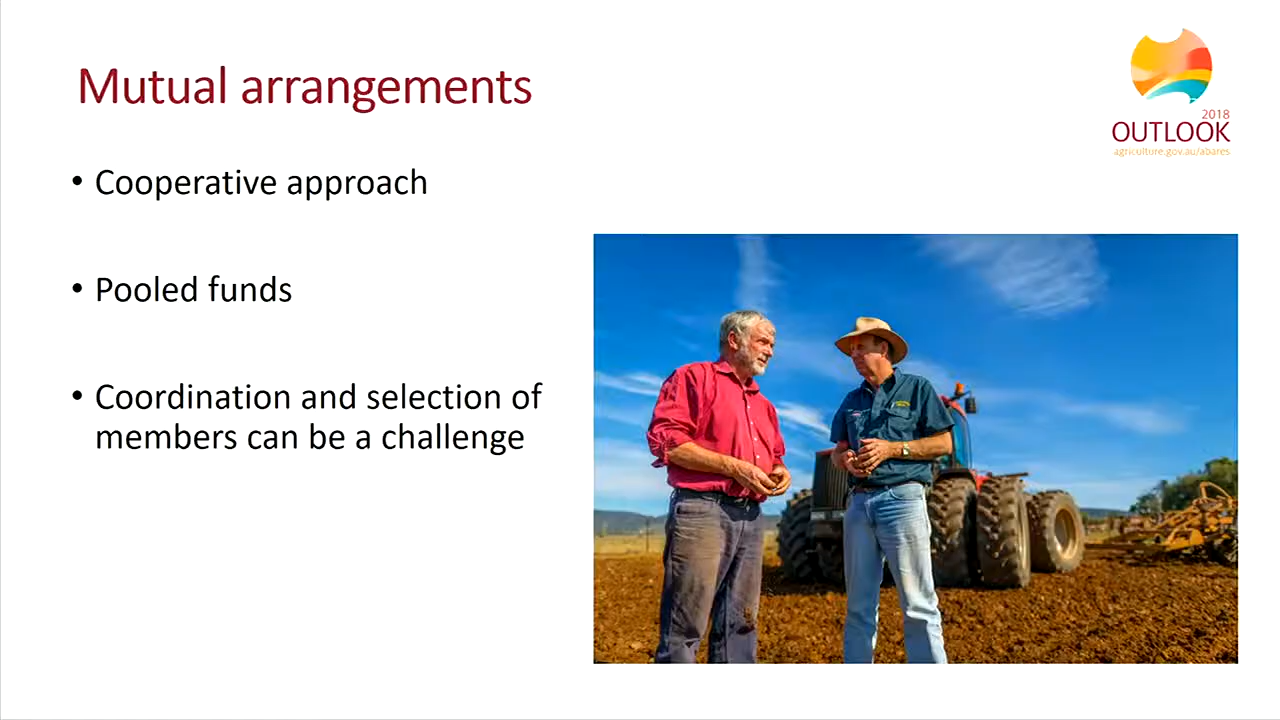 Mutual arrangements
2018
OUTLOOK
agriculture.gov.au/abares
• Cooperative approach
• Pooled funds
• Coordination and selection of
members can be a challenge